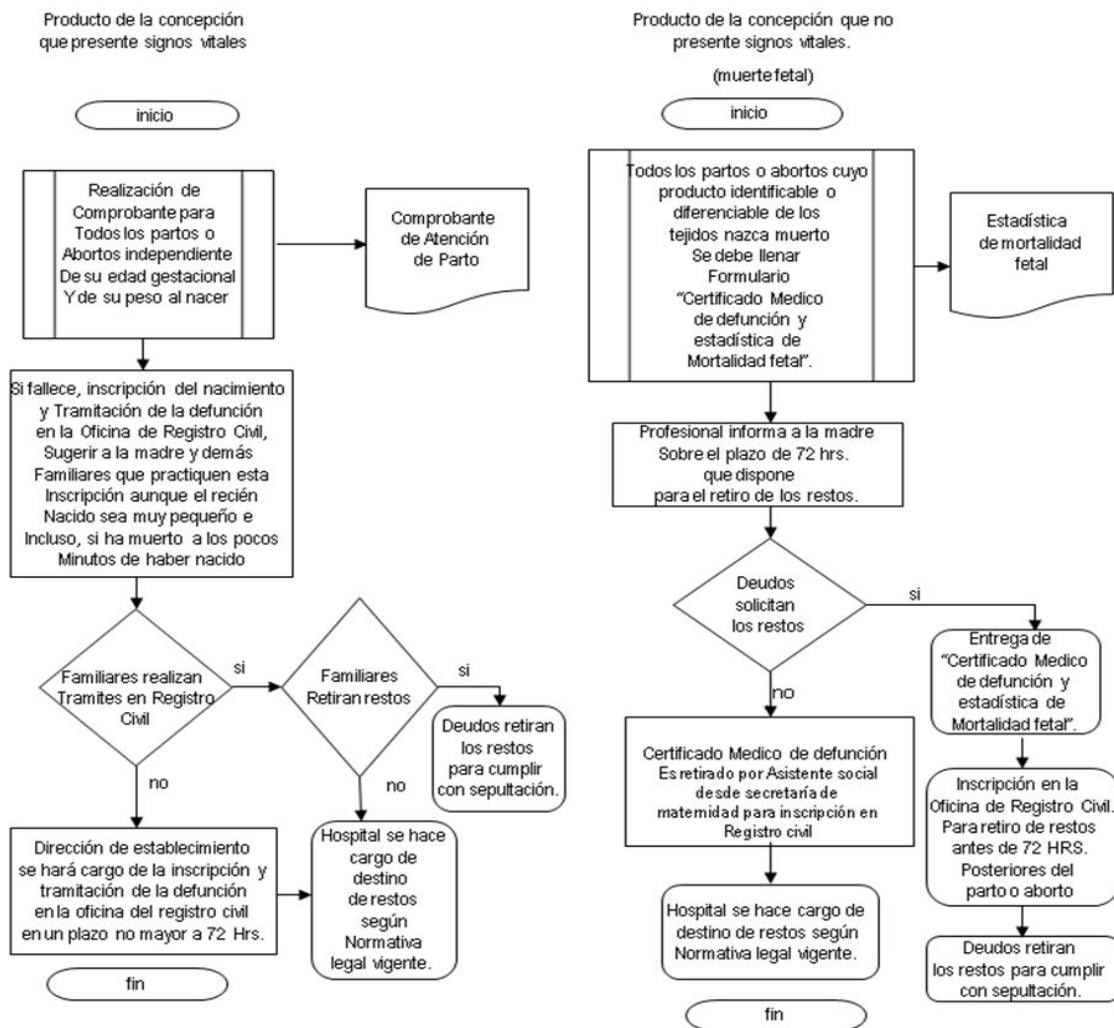 Producto de la concepción
que presente signos vitales
inicio
Realización de
Comprobante para
Todos los partos o
Abortos independiente
De su edad gestacional
Y de su peso al nacer
Comprobante
de Atención
de Parto
Si fallece, inscripción del nacimiento
y Tramitación de la defunción
en la Oficina de Registro Civil,
Sugerir a la madre y demás
Familiares que practiquen esta
Inscripción aunque el recién
Nacido sea muy pequeño e
Incluso, si ha muerto a los pocos
Minutos de haber nacido
Familiares realizan
Tramites en Registro
Civil
si
Familiares
Retiran restos
si
Deudos retiran
los restos
para cumplir
con sepultación.
no
no
Dirección de establecimiento
se hará cargo de la inscripción y
tramitación de la defunción
en la oficina del registro civil
en un plazo no mayor a 72 Hrs.
Hospital se hace
cargo de
destino
de restos
según
Normativa
legal vigente.
fin
Producto de la concepción que no
presente signos vitales.
(muerte fetal)
inicio
Todos los partos o abortos cuyo
producto identificable o
diferenciable de los
tejidos nazca muerto
Se debe llenar
Formulario
“Certificado Medico
de defunción y
estadística de
Mortalidad fetal”.
Estadística
de mortalidad
fetal
Profesional informa a la madre
Sobre el plazo de 72 hrs.
que dispone
para el retiro de los restos.
Deudos
solicitan
los restos
si
Entrega de
“Certificado Medico
de defunción y
estadística de
Mortalidad fetal”.
no
Certificado Medico de defunción
Es retirado por Asistente social
desde secretaría de
maternidad para inscripción en
Registro civil
Inscripción en la
Oficina de Registro Civil.
Para retiro de restos
antes de 72 HRS.
Posteriores del
parto o aborto
Hospital se hace cargo de
destino de restos según
Normativa legal vigente.
Deudos retiran
los restos para cumplir
con sepultación.
fin